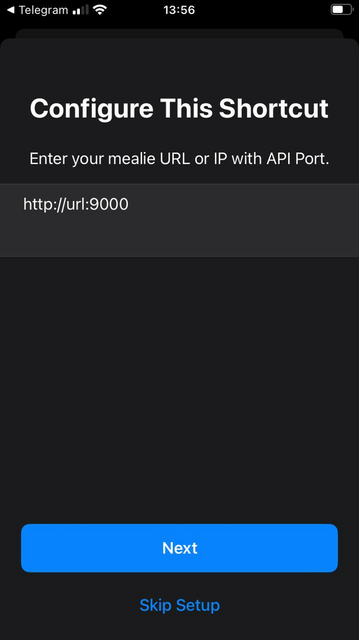 Telegram
13:56
Configure This Shortcut
Enter your mealie URL or IP with API Port.
http://url:9000
Next
Skip Setup